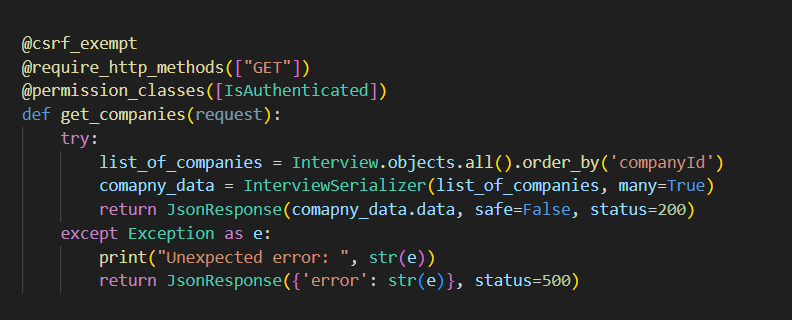 @csrf_exempt
@require_http_methods(["GET"])
@permission_classes([IsAuthenticated])
def get_companies(request):
    try:
        list_of_companies = Interview.objects.all().order_by('companyId')
        comapny_data = InterviewSerializer(list_of_companies, many=True)
        return JsonResponse(comapny_data.data, safe=False, status=200)
    except Exception as e:
        print("Unexpected error: ", str(e))
        return JsonResponse({'error': str(e)}, status=500)